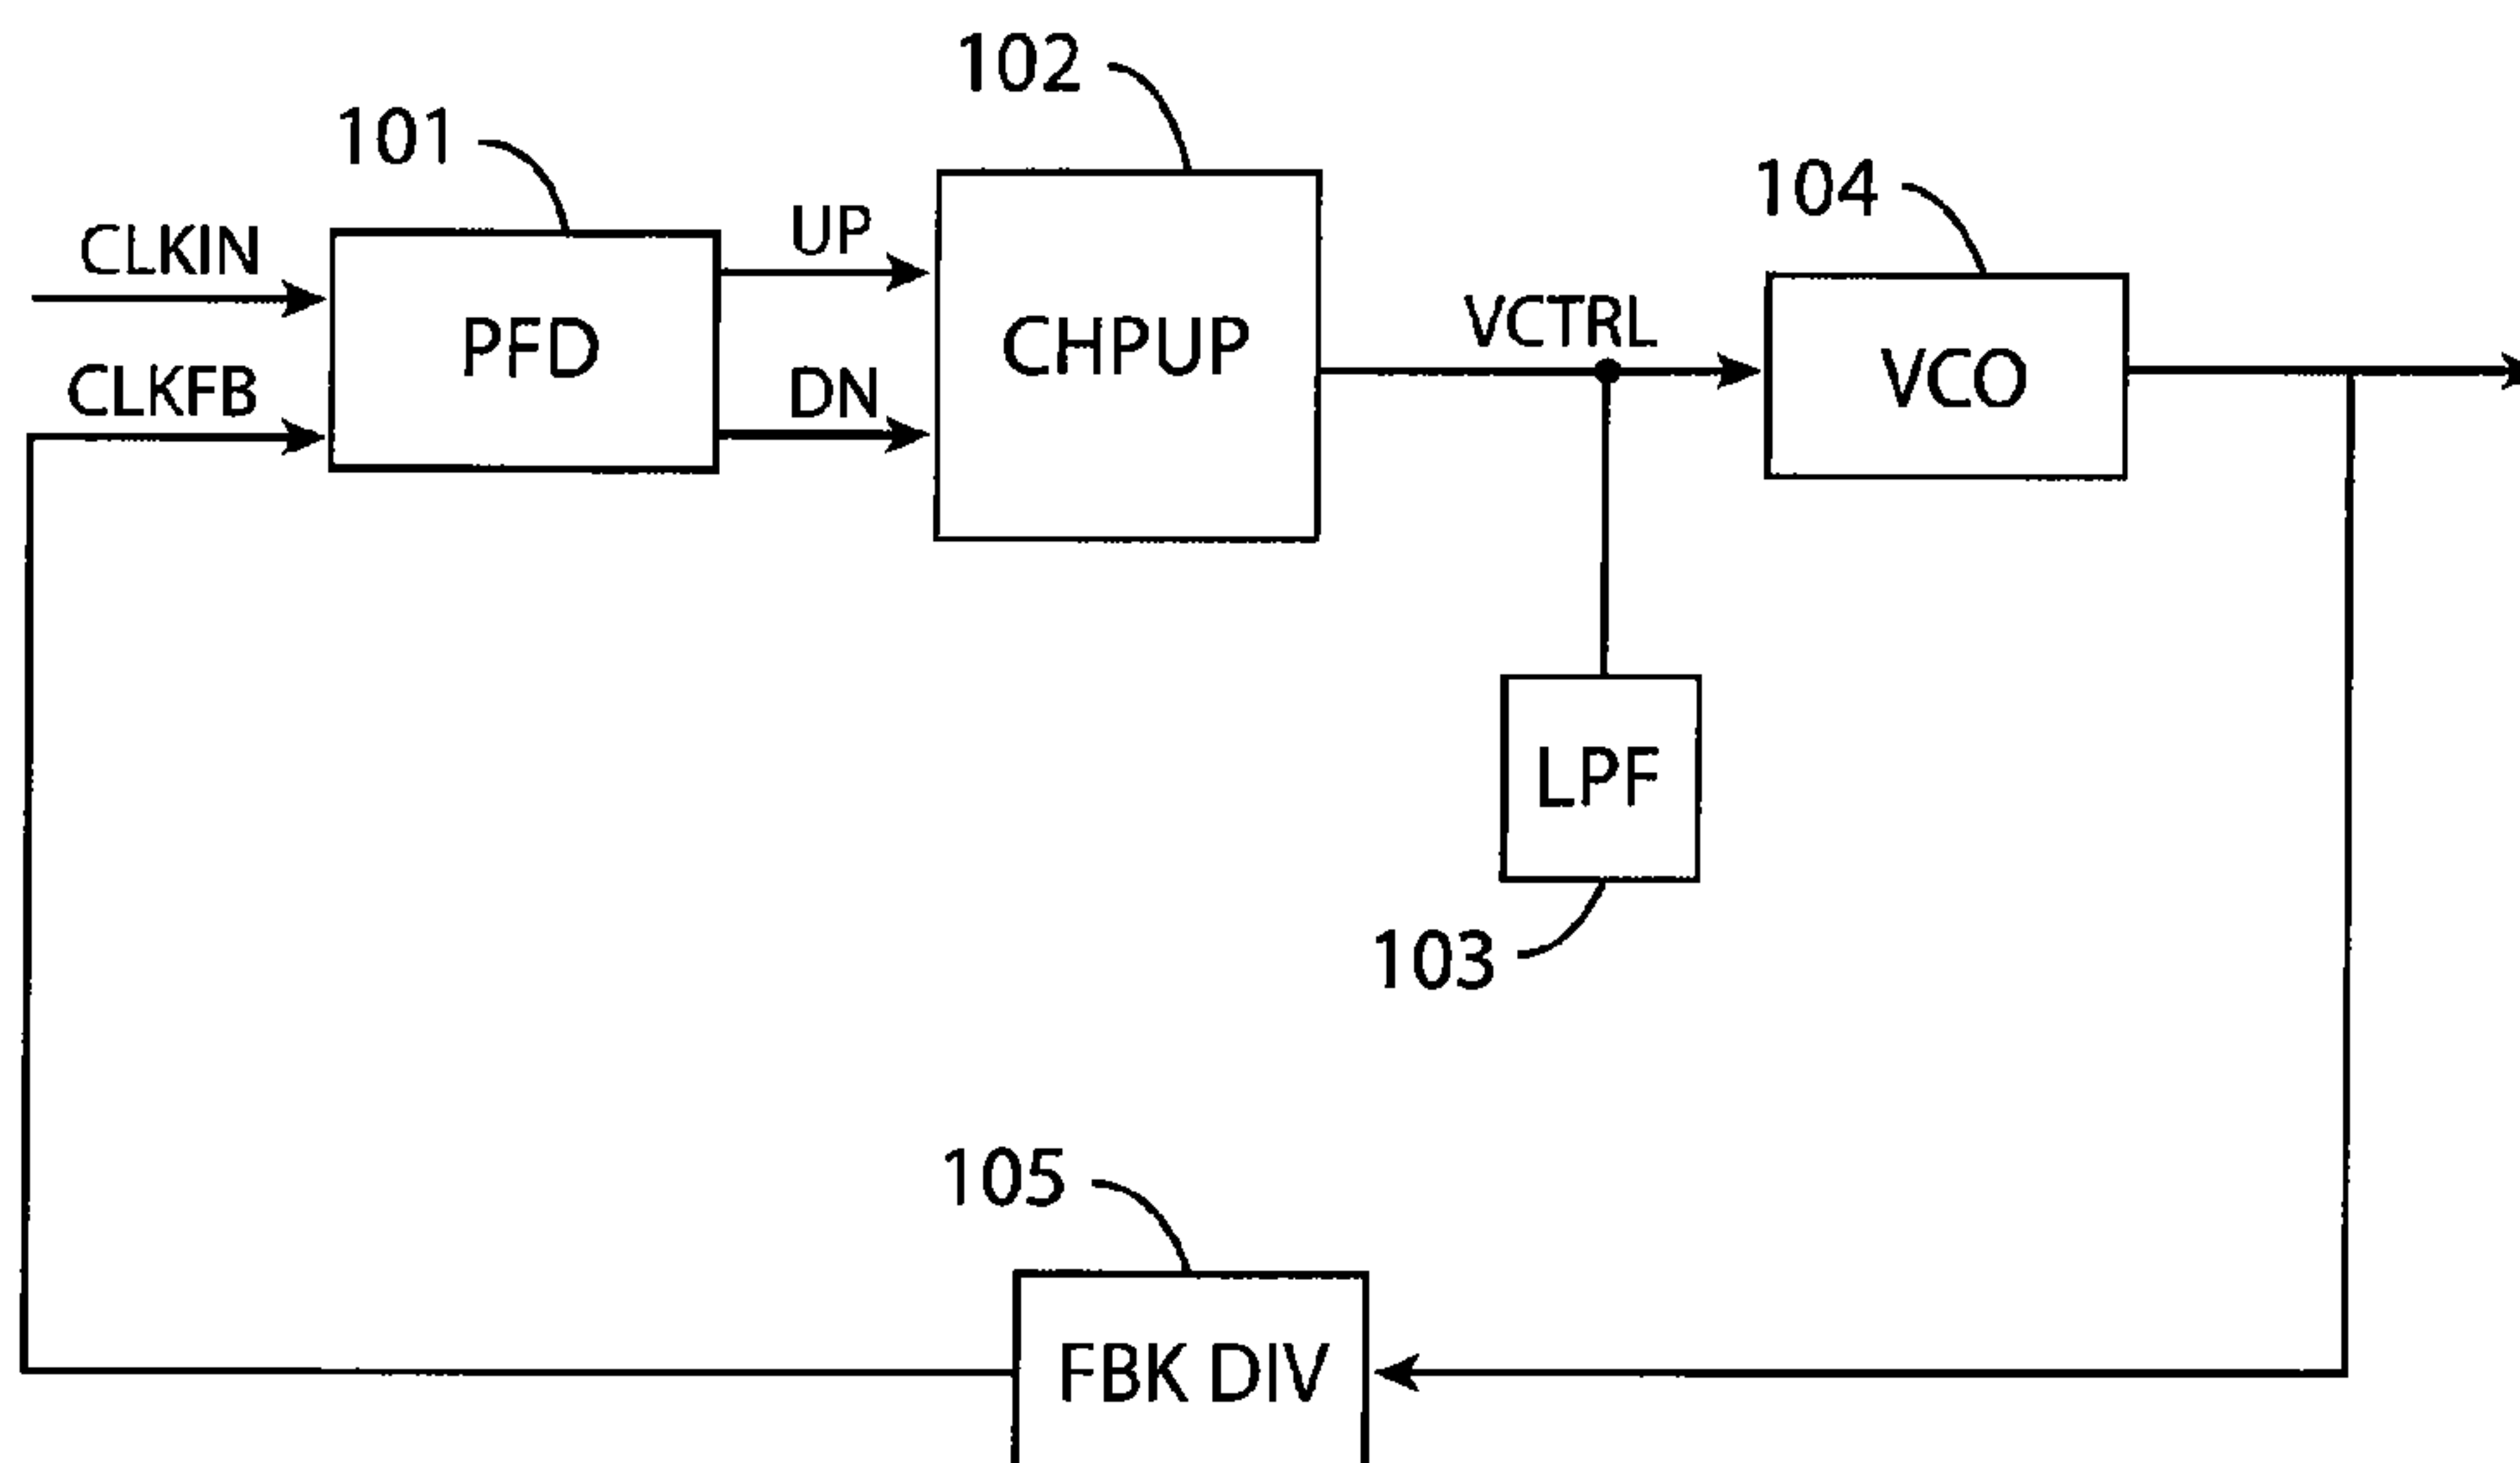 102
101
104
CLKIN
UP
PFD
CHPUP
VCTRL
VCO
CLKFB
DN
LPF
103
105
FBK DIV